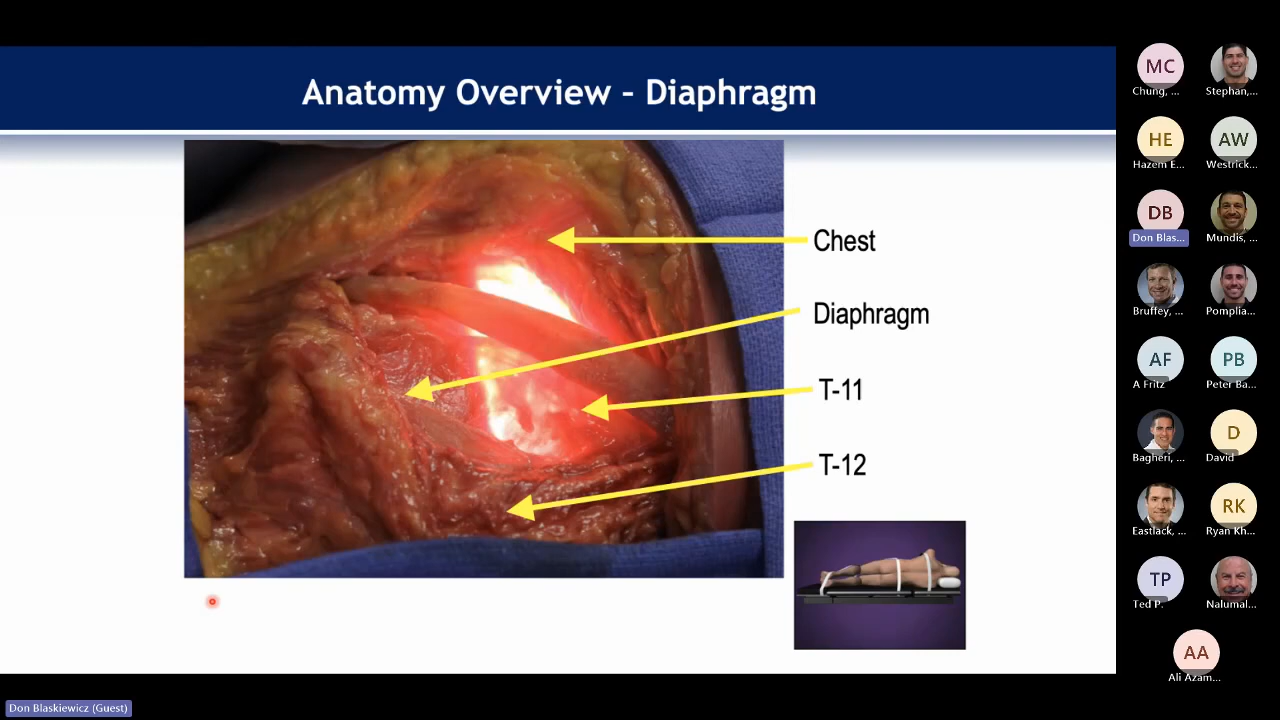 Anatomy Overview – Diaphragm
Chest
Diaphragm
T-11
T-12
MC
Chung, ...
Stephan,...
HE
Hazem E...
AW
Westrick...
DB
Don Blas...
Mundis, ...
Bruffey, ...
Pomplia...
AF
A Fritz
PB
Peter Ba...
Bagheri, ...
D
David
Eastlack, ...
RK
Ryan Kh...
TP
Ted P.
Nalumal...
AA
Ali Azam...
Don Blaskiewicz (Guest)